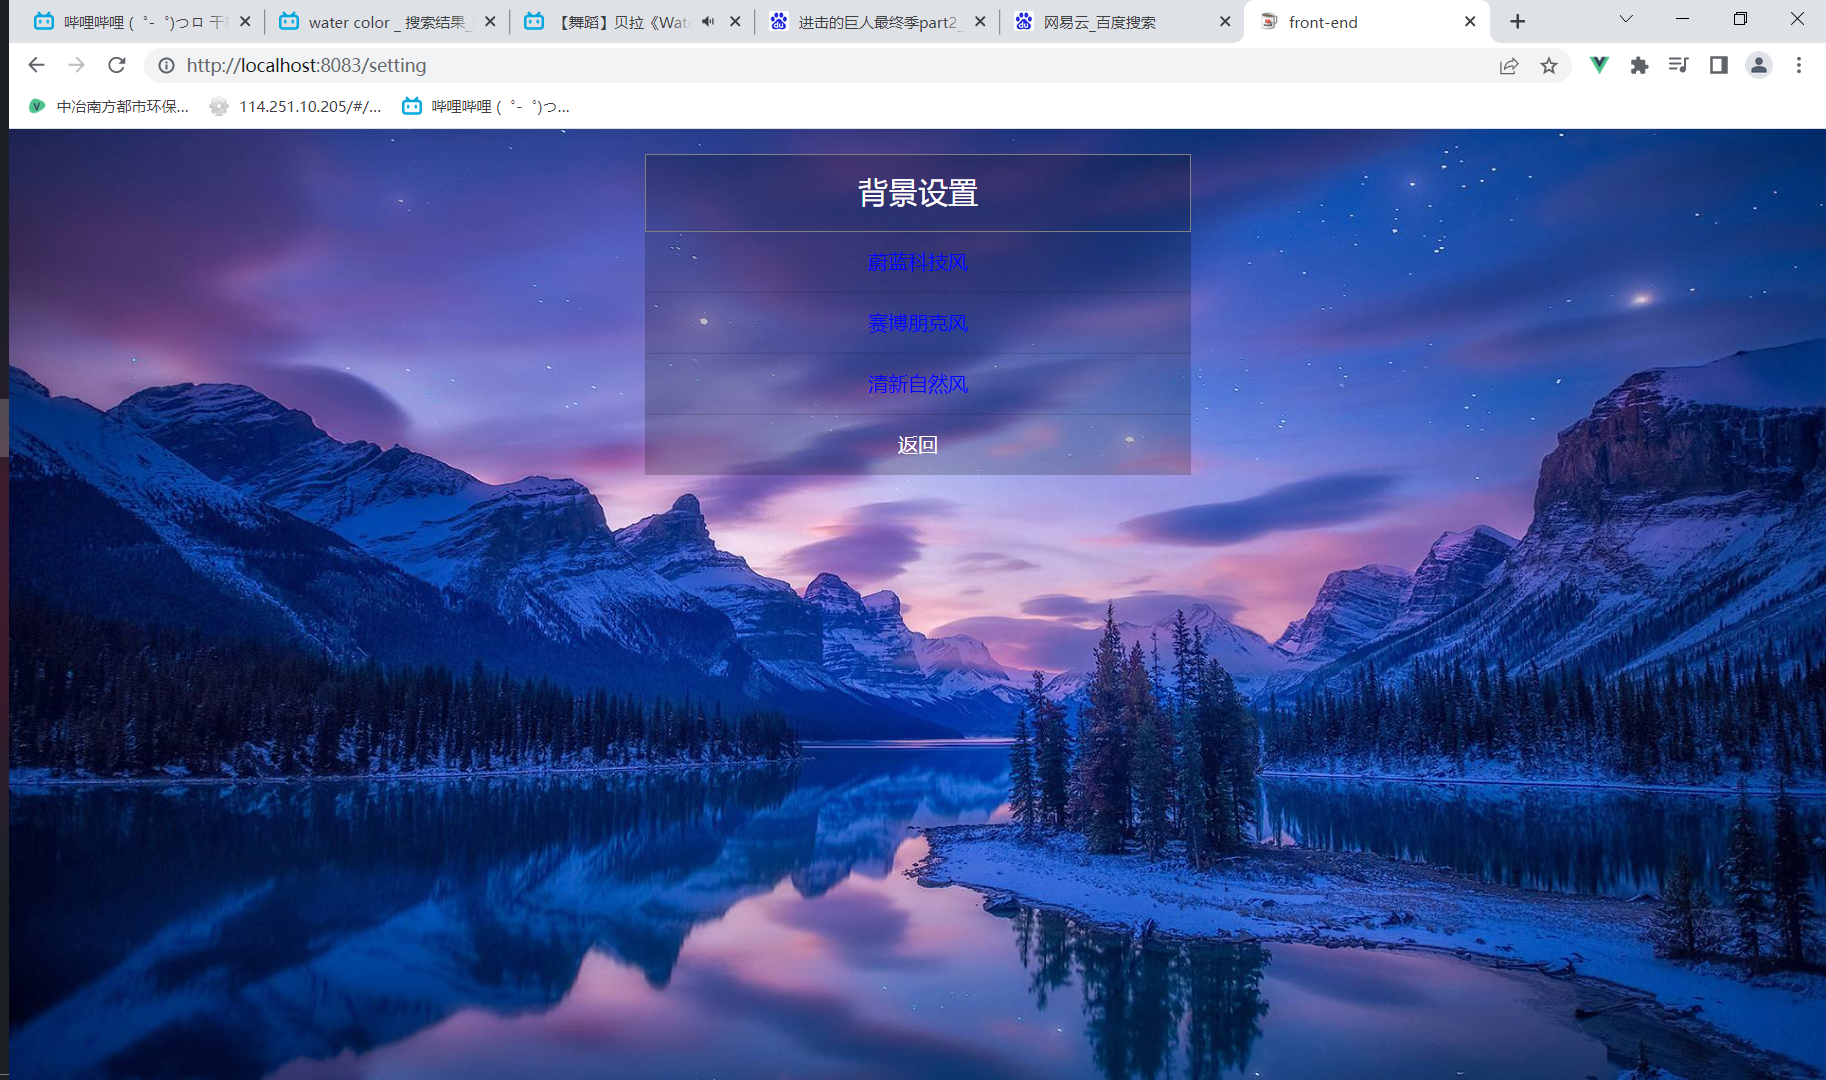 哔哩哔哩 ( ゜- ゜)つロ 干
water color _ 搜索结果_
【舞蹈】贝拉《Wat
进击的巨人最终季part2_
网易云_百度搜索
front-end
http://localhost:8083/setting
中冶南方都市环保...
114.251.10.205/#/...
哔哩哔哩 ( ゜- ゜)つ...
背景设置
蔚蓝科技风
赛博朋克风
清新自然风
返回